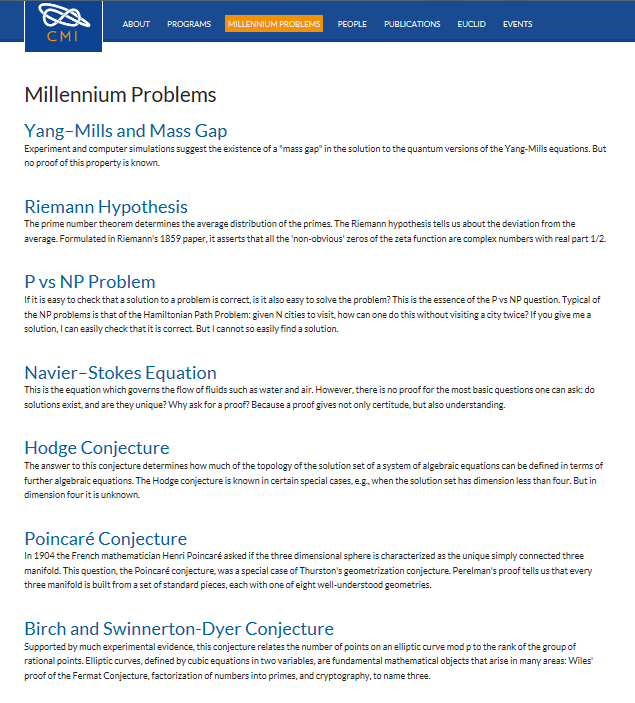 CMI
ABOUT PROGRAMS MILLENNIUM PROBLEMS PEOPLE PUBLICATIONS EUCLID EVENTS
Millennium Problems
Yang–Mills and Mass Gap
Experiment and computer simulations suggest the existence of a "mass gap" in the solution to the quantum versions of the Yang-Mills equations. But
no proof of this property is known.
Riemann Hypothesis
The prime number theorem determines the average distribution of the primes. The Riemann hypothesis tells us about the deviation from the
average. Formulated in Riemann's 1859 paper, it asserts that all the 'non-obvious' zeros of the zeta function are complex numbers with real part 1/2.
P vs NP Problem
If it is easy to check that a solution to a problem is correct, is it also easy to solve the problem? This is the essence of the P vs NP question. Typical of
the NP problems is that of the Hamiltonian Path Problem: given N cities to visit, how can one do this without visiting a city twice? If you give me a
solution, I can easily check that it is correct. But I cannot so easily find a solution.
Navier–Stokes Equation
This is the equation which governs the flow of fluids such as water and air. However, there is no proof for the most basic questions one can ask: do
solutions exist, and are they unique? Why ask for a proof? Because a proof gives not only certitude, but also understanding.
Hodge Conjecture
The answer to this conjecture determines how much of the topology of the solution set of a system of algebraic equations can be defined in terms of
further algebraic equations. The Hodge conjecture is known in certain special cases, e.g., when the solution set has dimension less than four. But in
dimension four it is unknown.
Poincaré Conjecture
In 1904 the French mathematician Henri Poincaré asked if the three dimensional sphere is characterized as the unique simply connected three
manifold. This question, the Poincaré conjecture, was a special case of Thurston's geometrization conjecture. Perelman's proof tells us that every
three manifold is built from a set of standard pieces, each with one of eight well-understood geometries.
Birch and Swinnerton-Dyer Conjecture
Supported by much experimental evidence, this conjecture relates the number of points on an elliptic curve mod p to the rank of the group of
rational points. Elliptic curves, defined by cubic equations in two variables, are fundamental mathematical objects that arise in many areas: Wiles'
proof of the Fermat Conjecture, factorization of numbers into primes, and cryptography, to name three.